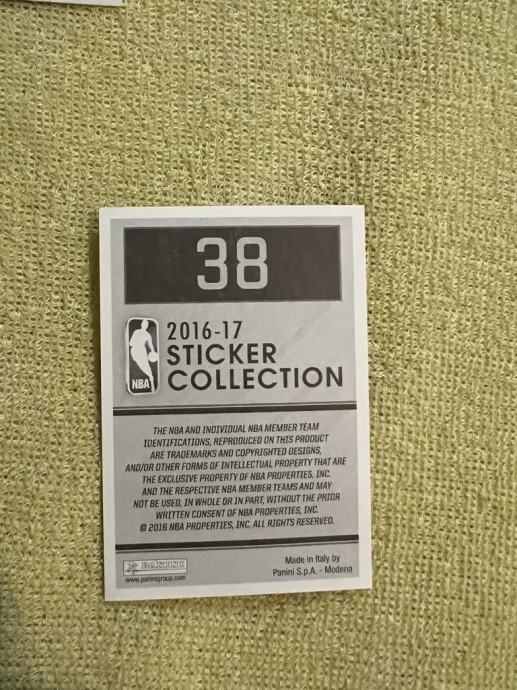 38
2016-17
STICKER
COLLECTION
NBA
THE NBA AND INDIVIDUAL NBA MEMBER TEAM
IDENTIFICATIONS, REPRODUCED ON THIS PRODUCT
ARE TRADEMARKS AND COPYRIGHTED DESIGNS,
AND/OR OTHER FORMS OF INTELLECTUAL PROPERTY THAT ARE
THE EXCLUSIVE PROPERTY OF NBA PROPERTIES, INC.
AND THE RESPECTIVE NBA MEMBER TEAMS AND MAY
NOT BE USED, IN WHOLE OR IN PART, WITHOUT THE PRIOR
WRITTEN CONSENT OF NBA PROPERTIES, INC.
© 2016 NBA PROPERTIES, INC. ALL RIGHTS RESERVED.
PANINI
www.paninigroup.com
Made in Italy by
Panini S.p.A. - Modena